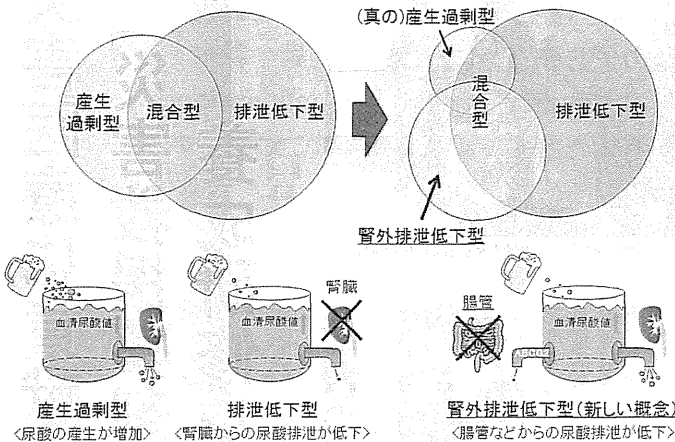 (真の)産生過剰型
産生
過剰型
混合型
排泄低下型
混合型
排泄低下型
腎外排泄低下型
腎臓
腸管
血清尿酸値
血清尿酸値
血清尿酸値
ABCG2
産生過剰型
<尿酸の産生が増加>
排泄低下型
<腎臓からの尿酸排泄が低下>
腎外排泄低下型(新しい概念)
<腸管などからの尿酸排泄が低下>